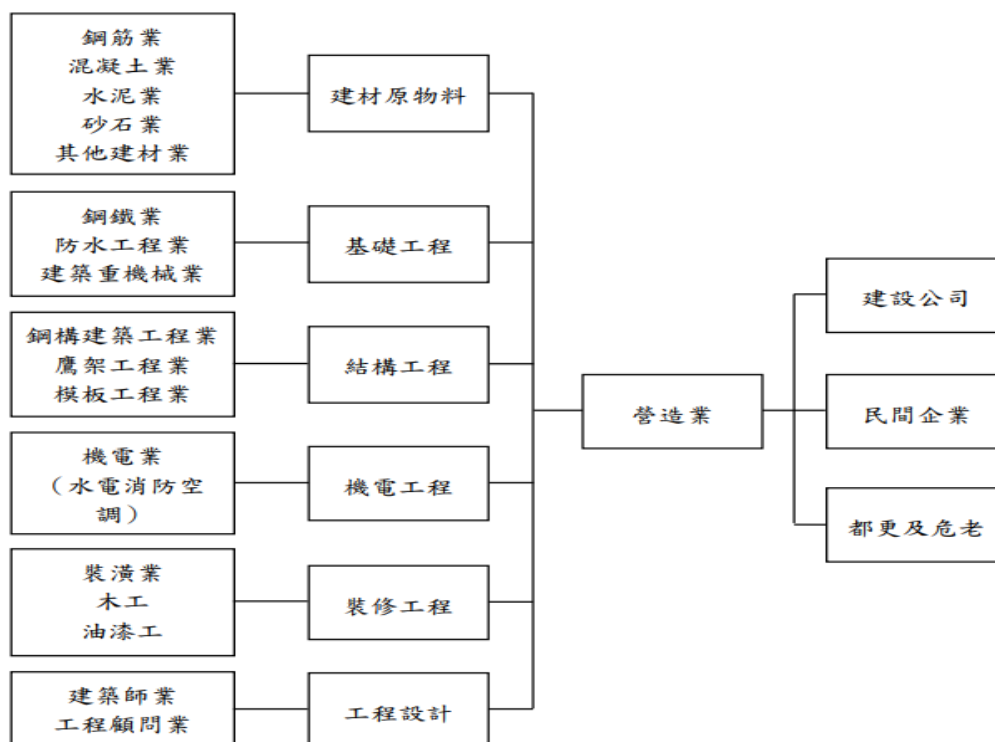 鋼筋業
混凝土業
水泥業
砂石業
其他建材業
建材原物料
鋼鐵業
防水工程業
建築重機械業
基礎工程
鋼構建築工程業
鷹架工程業
模板工程業
結構工程
機電業
（水電消防空
調）
機電工程
裝潢業
木工
油漆工
裝修工程
建築師業
工程顧問業
工程設計
營造業
建設公司
民間企業
都更及危老